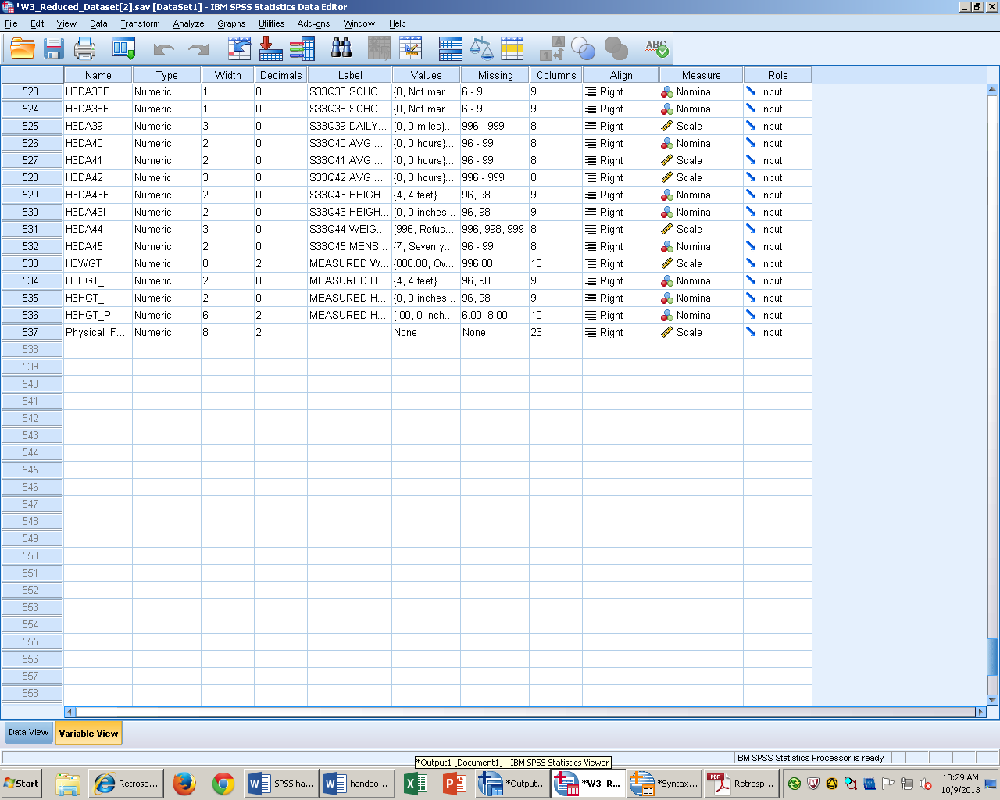 *W3_Reduced_Dataset[2].sav [DataSet1] - IBM SPSS Statistics Data Editor
File Edit View Data Transform Analyze Graphs Utilities Add-ons Window Help
Name Type Width Decimals Label Values Missing Columns Align Measure Role
523 H3DA38E Numeric 1 0 S33Q38 SCHO... {0, Not mar... 6 - 9 9 Right Nominal Input
524 H3DA38F Numeric 1 0 S33Q38 SCHO... {0, Not mar... 6 - 9 9 Right Nominal Input
525 H3DA39 Numeric 3 0 S33Q39 DAILY... {0, 0 miles}... 996 - 999 8 Right Scale Input
526 H3DA40 Numeric 2 0 S33Q40 AVG ... {0, 0 hours}... 96 - 99 8 Right Nominal Input
527 H3DA41 Numeric 2 0 S33Q41 AVG ... {0, 0 hours}... 96 - 99 8 Right Scale Input
528 H3DA42 Numeric 3 0 S33Q42 AVG ... {0, 0 hours}... 996 - 999 8 Right Scale Input
529 H3DA43F Numeric 2 0 S33Q43 HEIGH... {4, 4 feet}... 96, 98 9 Right Nominal Input
530 H3DA43I Numeric 2 0 S33Q43 HEIGH... {0, 0 inches... 96, 98 9 Right Nominal Input
531 H3DA44 Numeric 3 0 S33Q44 WEIG... {996, Refus... 996, 998, 999 8 Right Scale Input
532 H3DA45 Numeric 2 0 S33Q45 MENS... {7, Seven y... 96 - 99 8 Right Nominal Input
533 H3WGT Numeric 8 2 MEASURED W... {888.00, Ov... 996.00 10 Right Scale Input
534 H3HGT_F Numeric 2 0 MEASURED H... {4, 4 feet}... 96, 98 9 Right Nominal Input
535 H3HGT_I Numeric 2 0 MEASURED H... {0, 0 inches... 96, 98 9 Right Nominal Input
536 H3HGT_PI Numeric 6 2 MEASURED H... {.00, 0 inch... 6.00, 8.00 10 Right Nominal Input
537 Physical_F... Numeric 8 2 None None 23 Right Scale Input
538
539
540
541
542
543
544
545
546
547
548
549
550
551
552
553
554
555
556
557
558
Data View Variable View
IBM SPSS Statistics Processor is ready
*Output1 [Document1] - IBM SPSS Statistics Viewer
Start Retrosp... SPSS ha... handbo... *Output... *W3_R... *Syntax... Retrosp... 10:29 AM
10/9/2013